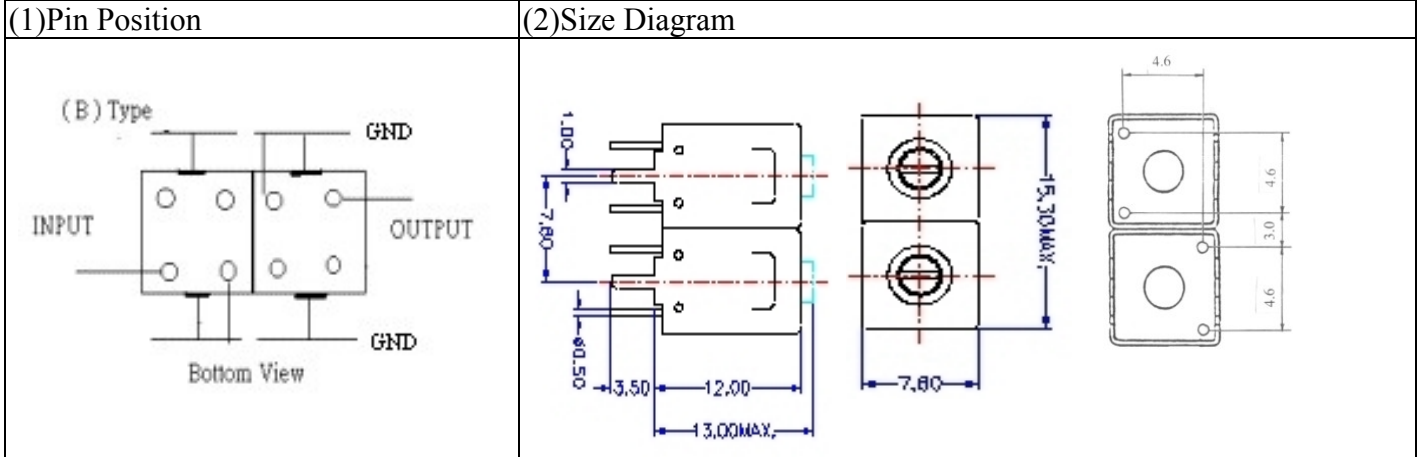 (1)Pin Position
(2)Size Diagram
( B ) Type
GND
INPUT
OUTPUT
GND
Bottom View
1.00
7.80
ø0.50
3.50
12.00
13.00MAX.
15.30MAX.
7.80
4.6
4.6
3.0
4.6